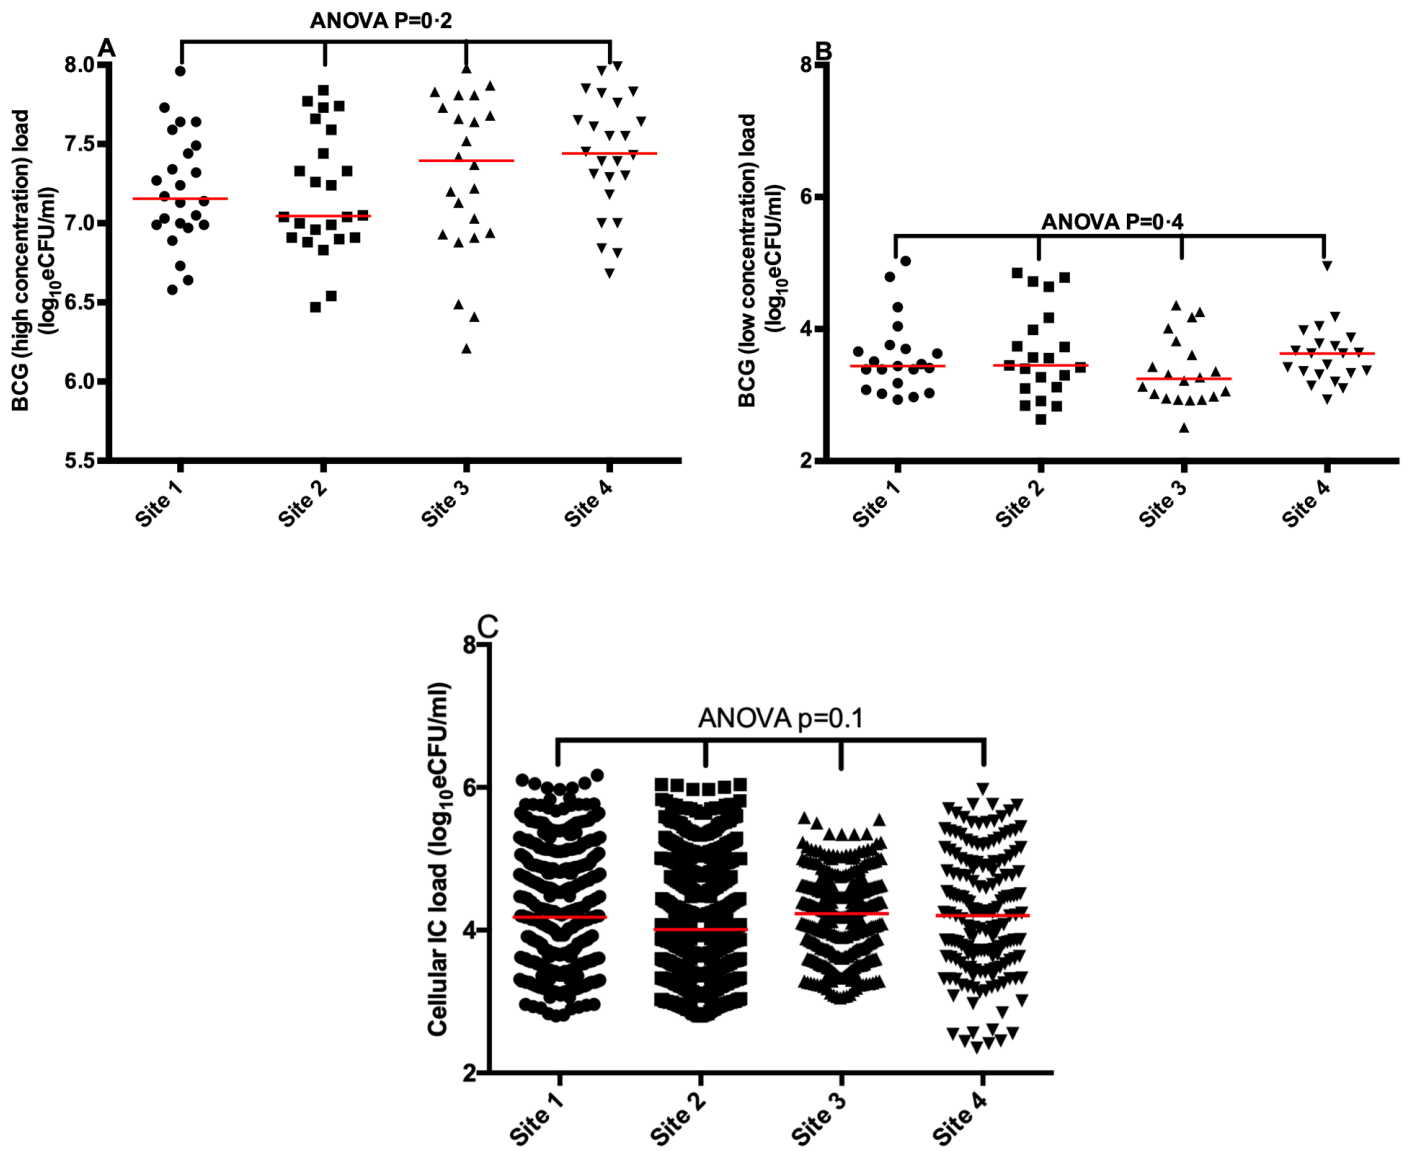 ANOVA P=0·2
A
BCG (high concentration) load
(log10eCFU/ml)
8.0
7.5
7.0
6.5
6.0
5.5
Site 1
Site 2
Site 3
Site 4
B
ANOVA P=0·4
BCG (low concentration) load
(log10eCFU/ml)
8
6
4
2
Site 1
Site 2
Site 3
Site 4
C
ANOVA p=0.1
Cellular IC load (log10eCFU/ml)
8
6
4
2
Site 1
Site 2
Site 3
Site 4